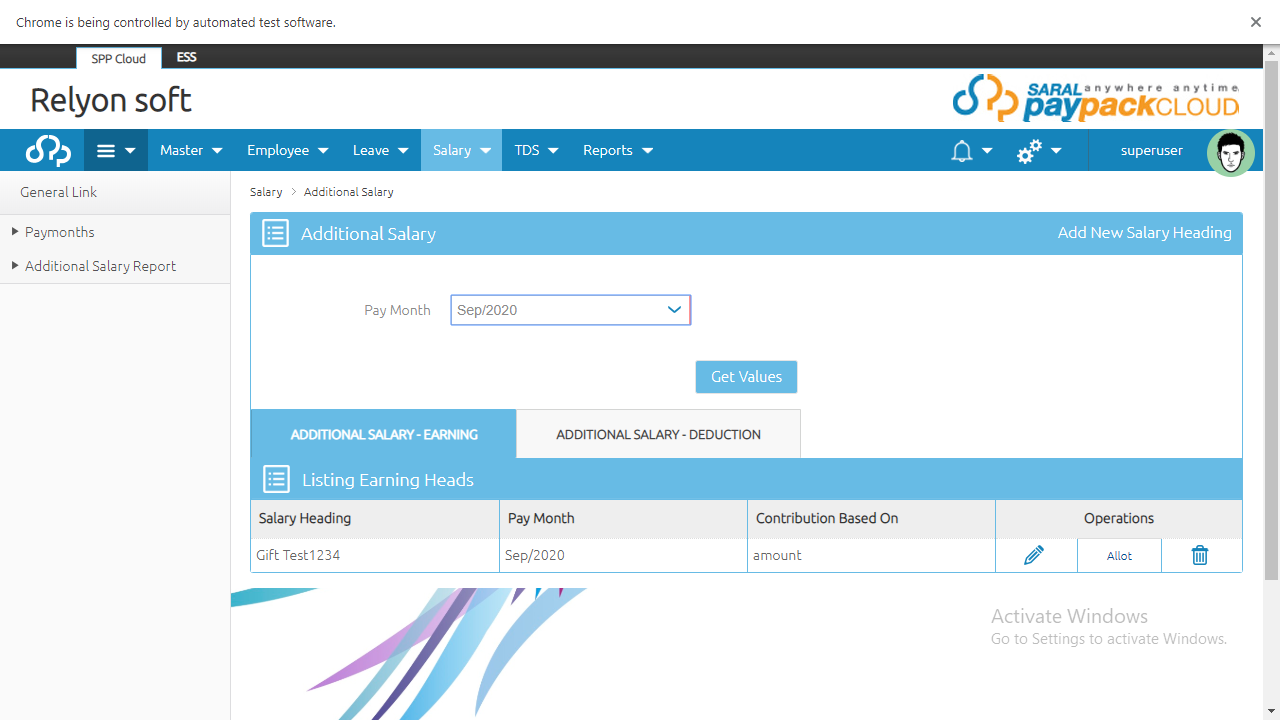 Chrome is being controlled by automated test software.
SPP Cloud ESS
Relyon soft
SARAL anywhere anytime
paypackCLOUD
Master Employee Leave Salary TDS Reports superuser
General Link
Paymonths
Additional Salary Report
Salary Additional Salary
Additional Salary Add New Salary Heading
Pay Month Sep/2020
Get Values
ADDITIONAL SALARY - EARNING ADDITIONAL SALARY - DEDUCTION
Listing Earning Heads
Salary Heading Pay Month Contribution Based On Operations
Gift Test1234 Sep/2020 amount Allot
Activate Windows
Go to Settings to activate Windows.